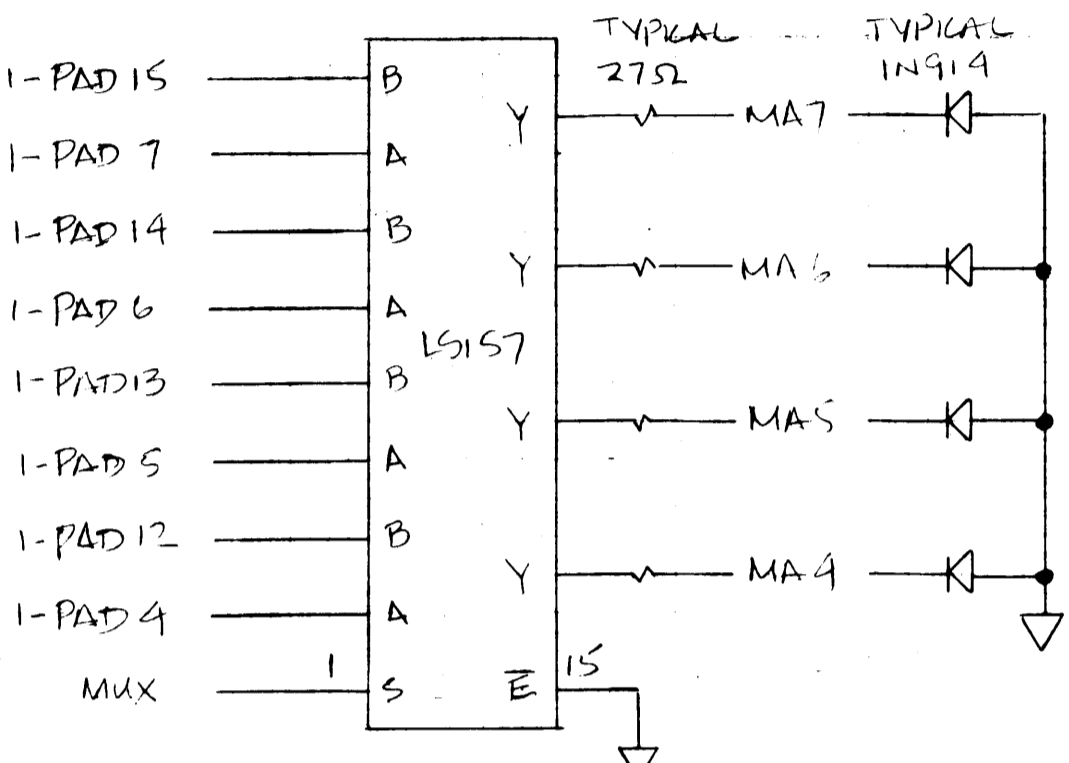 TYPICAL TYPICAL
27Ω 1N914
1-PAD 15 B
Y MA7
1-PAD 7 A
1-PAD 14 B
Y MA6
1-PAD 6 A
LS157
1-PAD 13 B
Y MA5
1-PAD 5 A
1-PAD 12 B
Y MA4
1-PAD 4 A
1 15
MUX S E̅